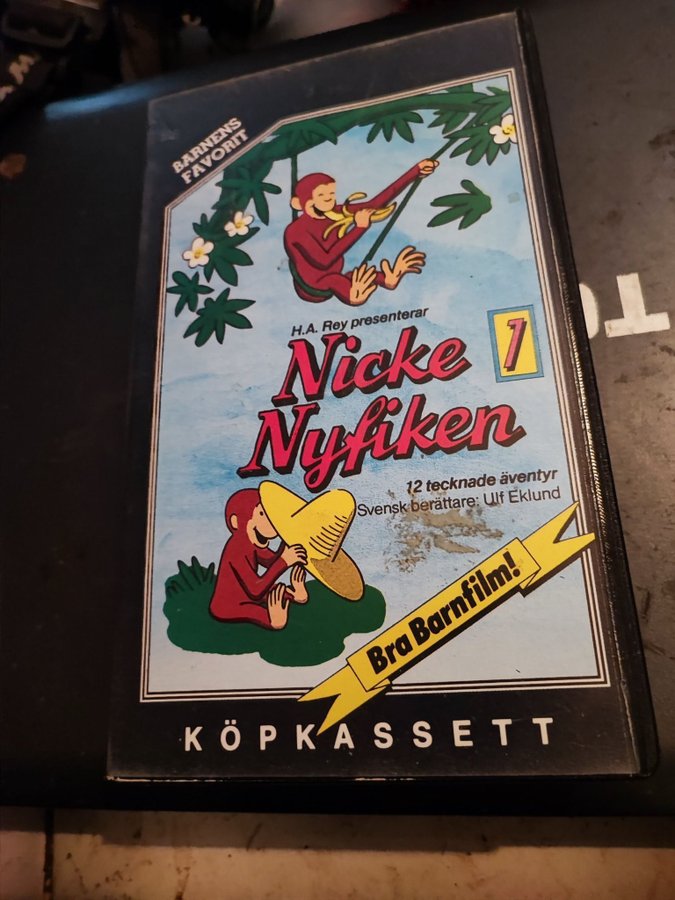 BARNENS
FAVORIT
H.A. Rey presenterar
Nicke
1
Nyfiken
12 tecknade äventyr
Svensk berättare: Ulf Eklund
Bra Barnfilm!
KÖPKASSETT